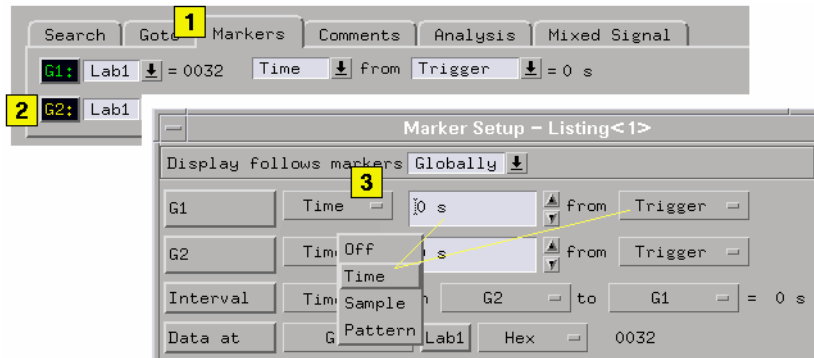 1
Search Goto Markers Comments Analysis Mixed Signal
G1: Lab1 = 0032 Time from Trigger = 0 s
2 G2: Lab1
Marker Setup – Listing<1>
Display follows markers Globally
3
G1 Time 0 s from Trigger
G2 s from Trigger
Off
Time
Sample
Pattern
Interval G2 to G1 = 0 s
Data at Lab1 Hex 0032